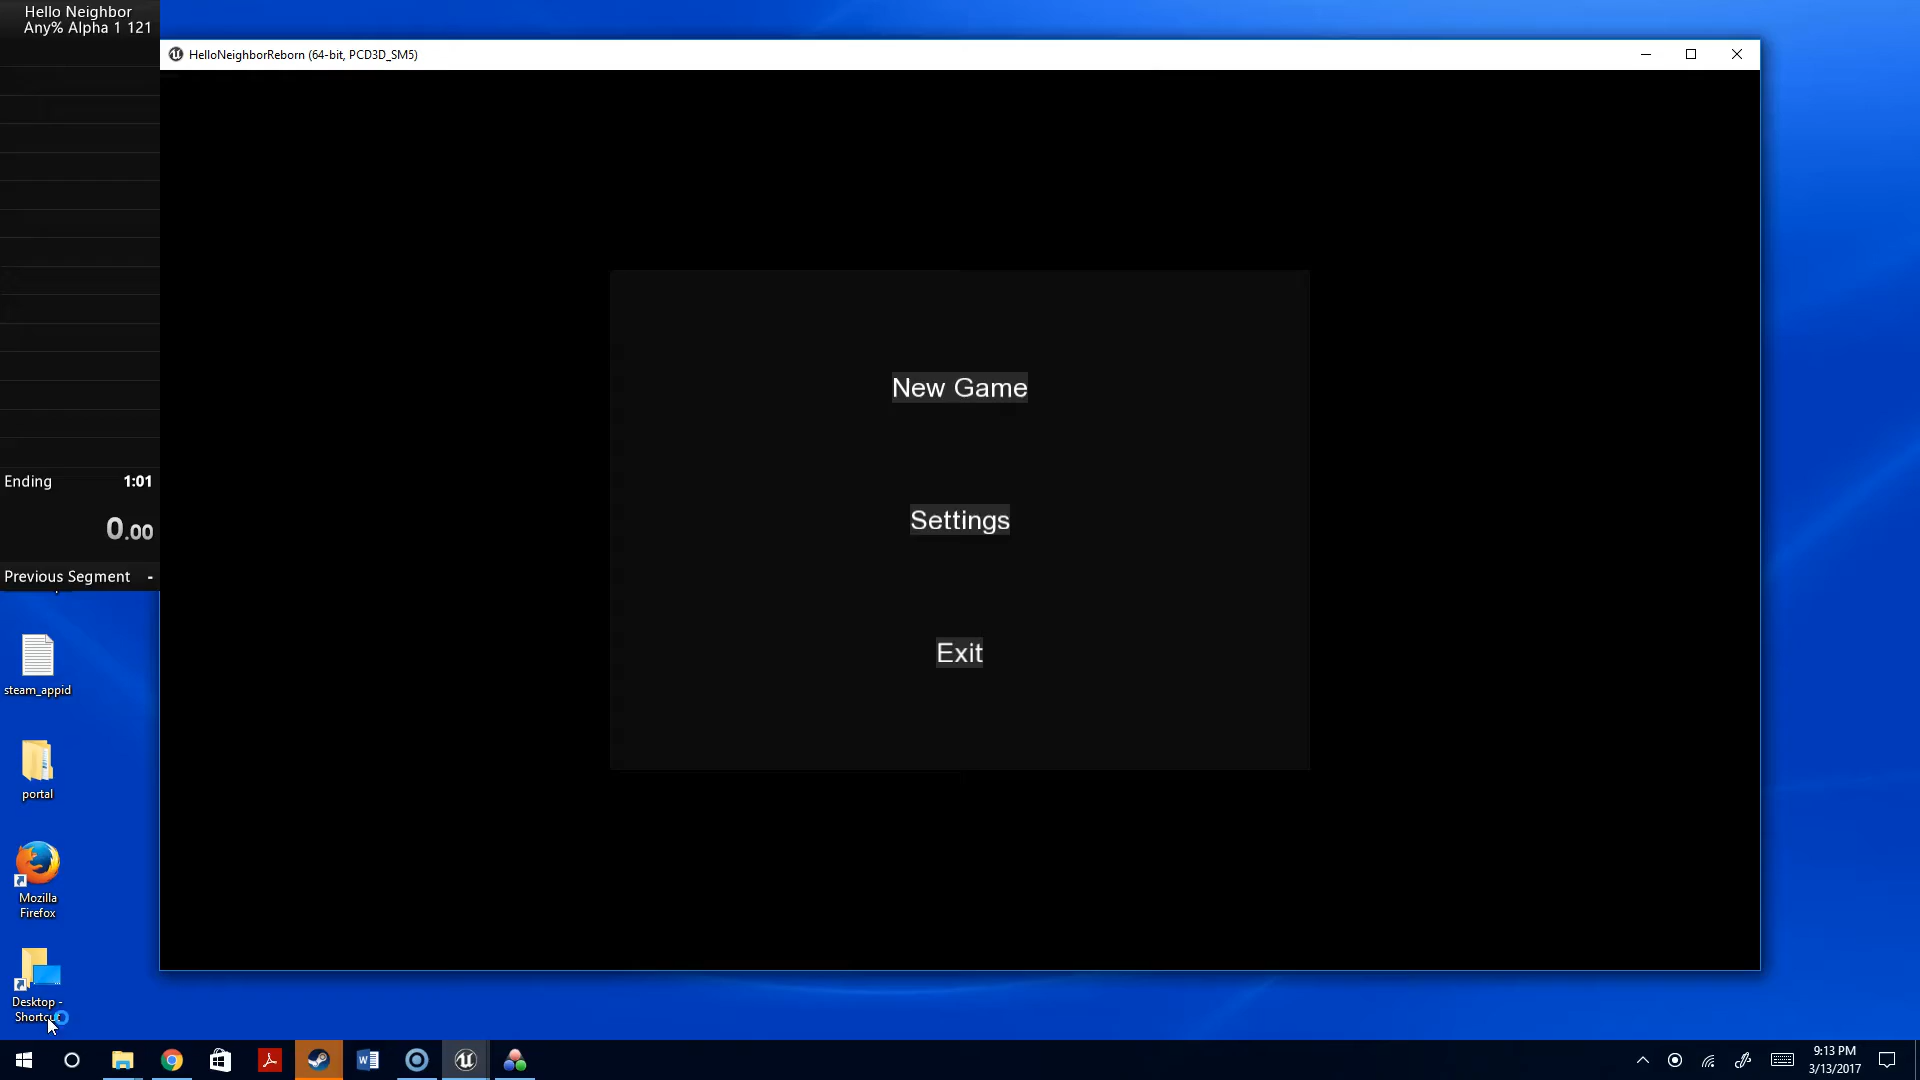 Hello Neighbor
Any% Alpha 1 121
HelloNeighborReborn (64-bit, PCD3D_SM5)
New Game
Settings
Exit
Ending 1:01
0.00
Previous Segment -
steam_appid
portal
Mozilla
Firefox
Desktop -
Shortcut
9:13 PM
3/13/2017